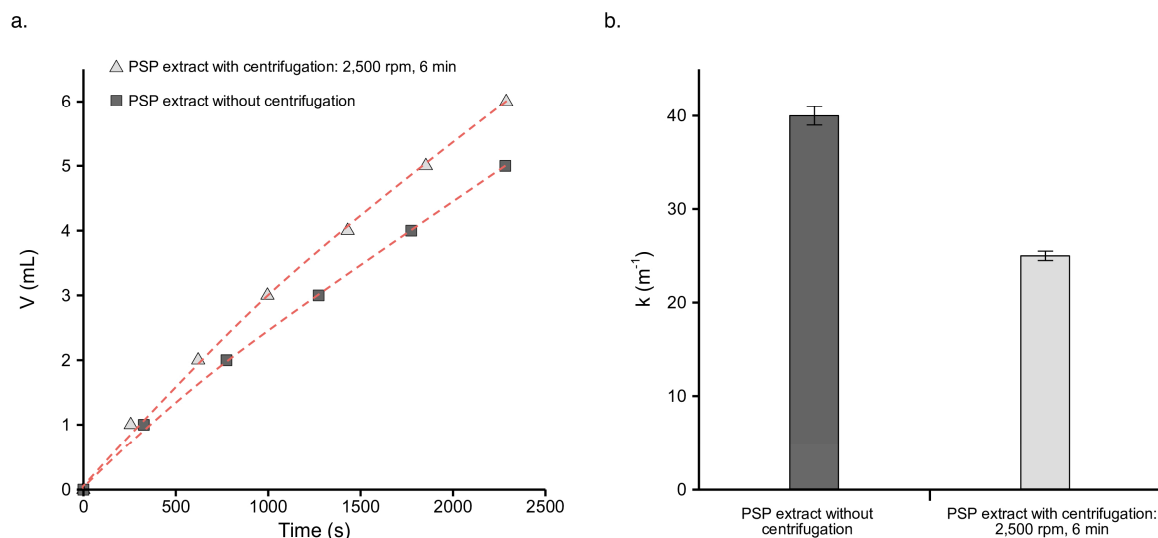 a.
PSP extract with centrifugation: 2,500 rpm, 6 min
PSP extract without centrifugation
V (mL)
6
5
4
3
2
1
0
0 500 1000 1500 2000 2500
Time (s)
b.
k (m⁻¹)
40
30
20
10
0
PSP extract without
centrifugation
PSP extract with centrifugation:
2,500 rpm, 6 min